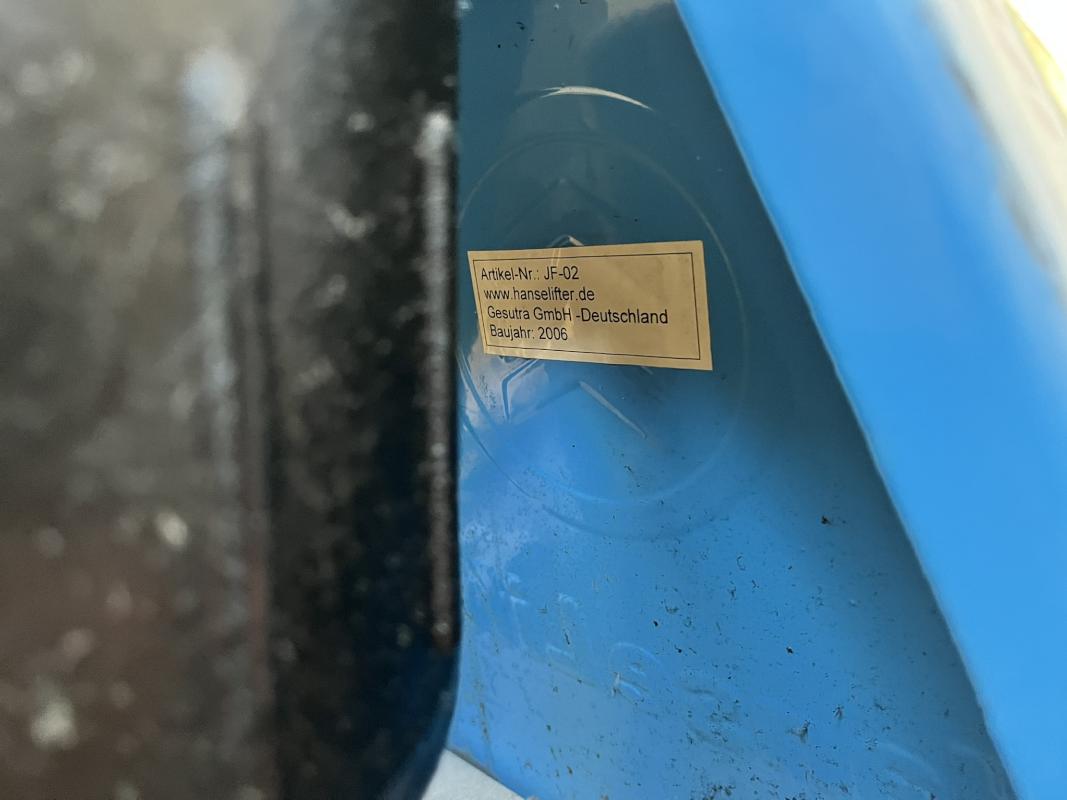 Artikel-Nr.: JF-02
www.hanselifter.de
Gesutra GmbH -Deutschland
Baujahr: 2006